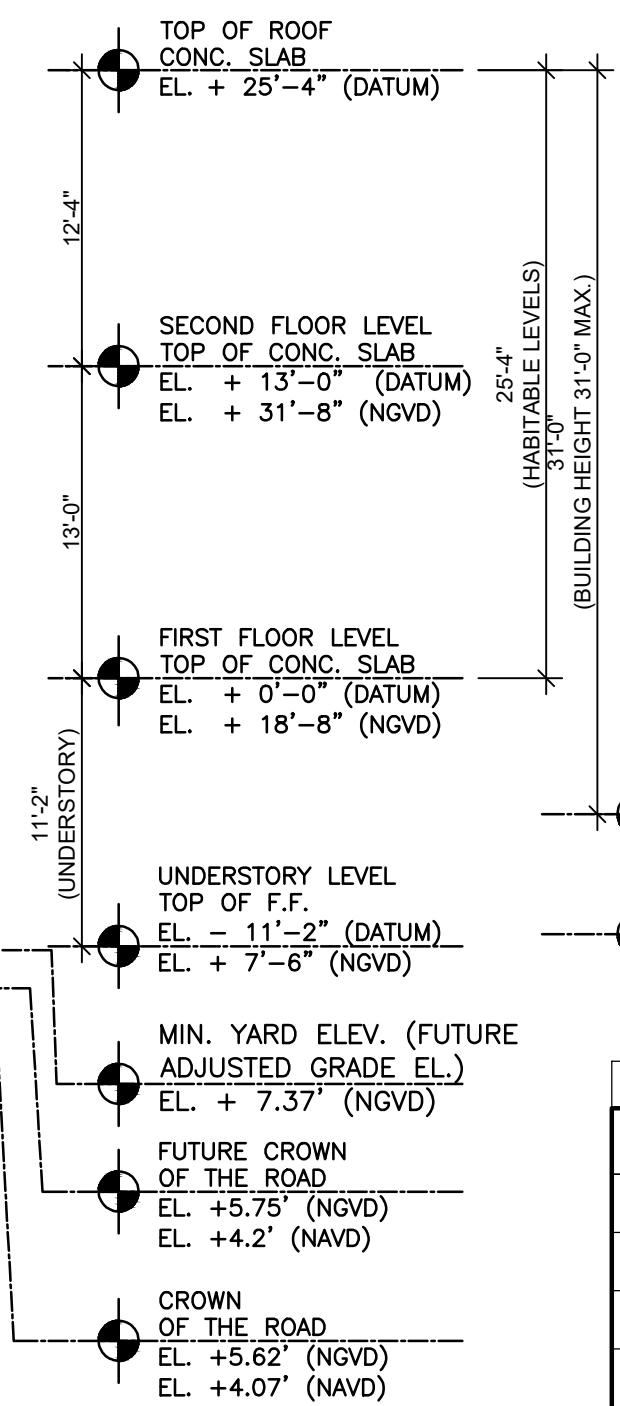 TOP OF ROOF
CONC. SLAB
EL. + 25'-4" (DATUM)
12'-4"
SECOND FLOOR LEVEL
TOP OF CONC. SLAB
EL. + 13'-0" (DATUM)
EL. + 31'-8" (NGVD)
25'-4"
(HABITABLE LEVELS)
31'-0"
(BUILDING HEIGHT 31'-0" MAX.)
13'-0"
FIRST FLOOR LEVEL
TOP OF CONC. SLAB
EL. + 0'-0" (DATUM)
EL. + 18'-8" (NGVD)
11'-2"
(UNDERSTORY)
UNDERSTORY LEVEL
TOP OF F.F.
EL. - 11'-2" (DATUM)
EL. + 7'-6" (NGVD)
MIN. YARD ELEV. (FUTURE
ADJUSTED GRADE EL.)
EL. + 7.37' (NGVD)
FUTURE CROWN
OF THE ROAD
EL. +5.75' (NGVD)
EL. +4.2' (NAVD)
CROWN
OF THE ROAD
EL. +5.62' (NGVD)
EL. +4.07' (NAVD)